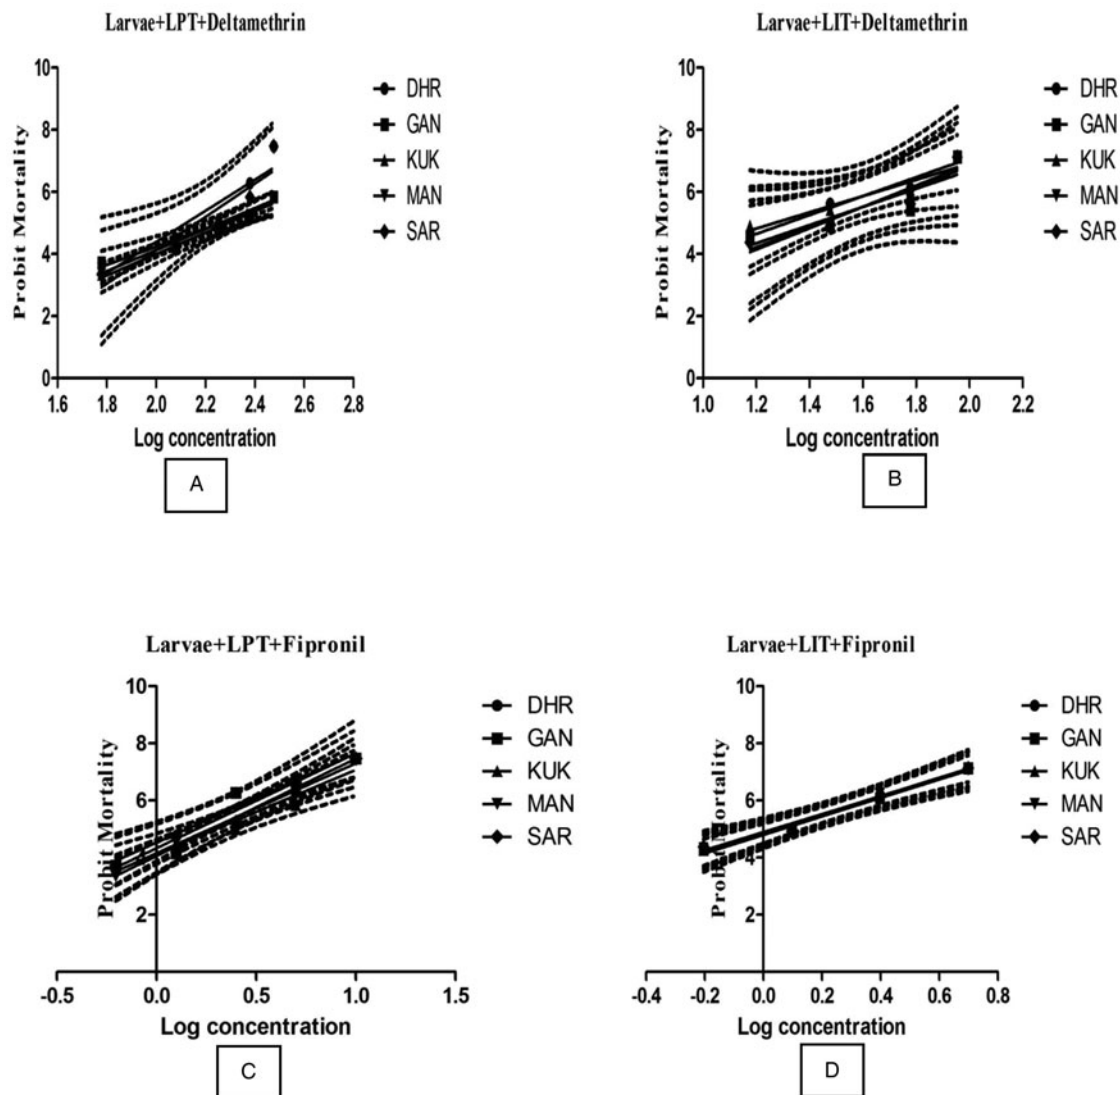 Larvae+LPT+Deltamethrin
Probit Mortality
10
8
6
4
2
0
1.6 1.8 2.0 2.2 2.4 2.6 2.8
Log concentration
DHR
GAN
KUK
MAN
SAR
A
Larvae+LIT+Deltamethrin
Probit Mortality
10
8
6
4
2
0
1.0 1.2 1.4 1.6 1.8 2.0 2.2
Log concentration
DHR
GAN
KUK
MAN
SAR
B
Larvae+LPT+Fipronil
Probit Mortality
10
8
6
4
2
-0.5 0.0 0.5 1.0 1.5
Log concentration
DHR
GAN
KUK
MAN
SAR
C
Larvae+LIT+Fipronil
Probit Mortality
10
8
6
4
2
-0.4 -0.2 0.0 0.2 0.4 0.6 0.8
Log concentration
DHR
GAN
KUK
MAN
SAR
D